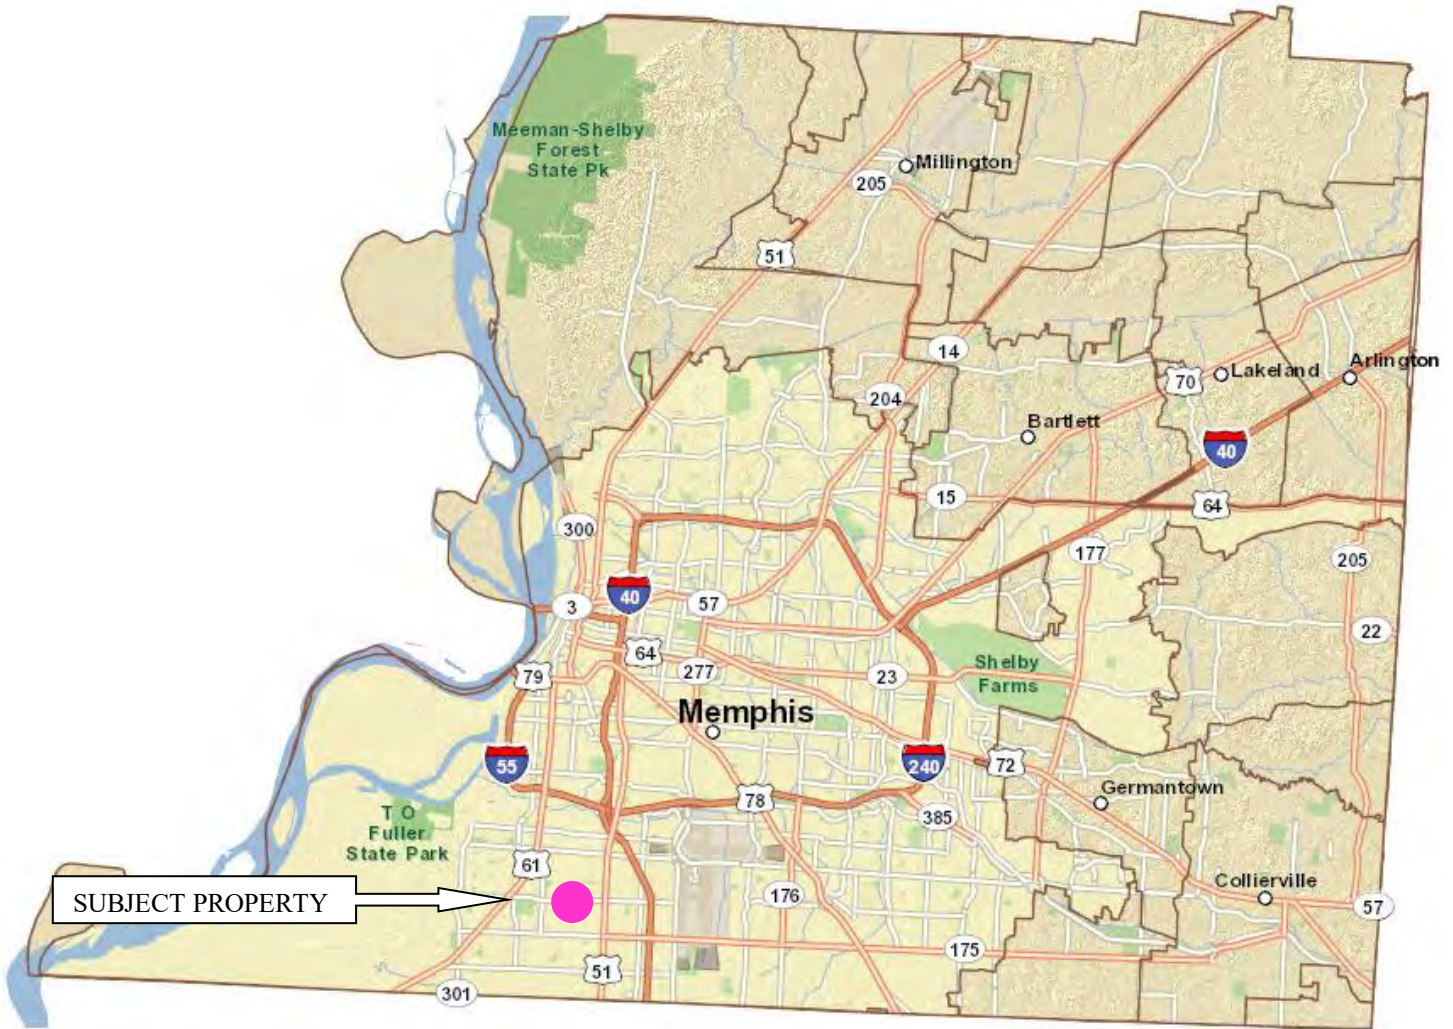 Meeman-Shelby
Forest
State Pk
Millington
205
51
14
Arlington
70
Lakeland
204
Bartlett
40
15
64
300
177
205
40
3
57
22
64
Shelby
Farms
79
277
23
Memphis
55
240
72
Germantown
78
T O
Fuller
State Park
385
61
Collierville
SUBJECT PROPERTY
176
57
175
51
301